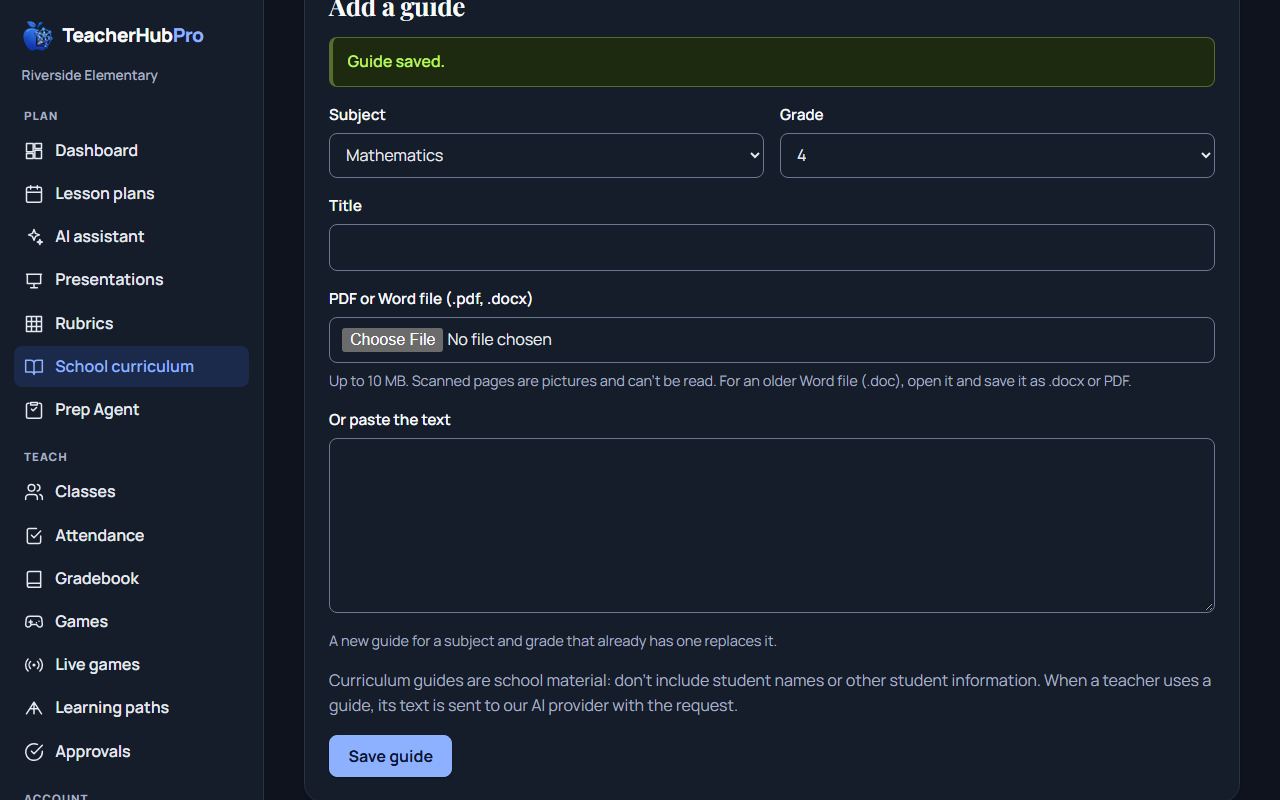 TeacherHubPro
Riverside Elementary
PLAN
Dashboard
Lesson plans
AI assistant
Presentations
Rubrics
School curriculum
Prep Agent
TEACH
Classes
Attendance
Gradebook
Games
Live games
Learning paths
Approvals
ACCOUNT
Add a guide
Guide saved.
Subject
Grade
Mathematics
4
Title
PDF or Word file (.pdf, .docx)
Choose File No file chosen
Up to 10 MB. Scanned pages are pictures and can't be read. For an older Word file (.doc), open it and save it as .docx or PDF.
Or paste the text
A new guide for a subject and grade that already has one replaces it.
Curriculum guides are school material: don't include student names or other student information. When a teacher uses a
guide, its text is sent to our AI provider with the request.
Save guide